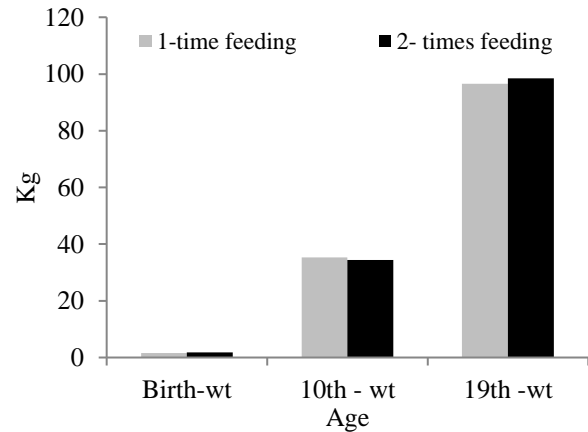 120
1-time feeding
2- times feeding
100
80
60
40
20
0
Kg
Birth-wt
10th - wt
19th -wt
Age